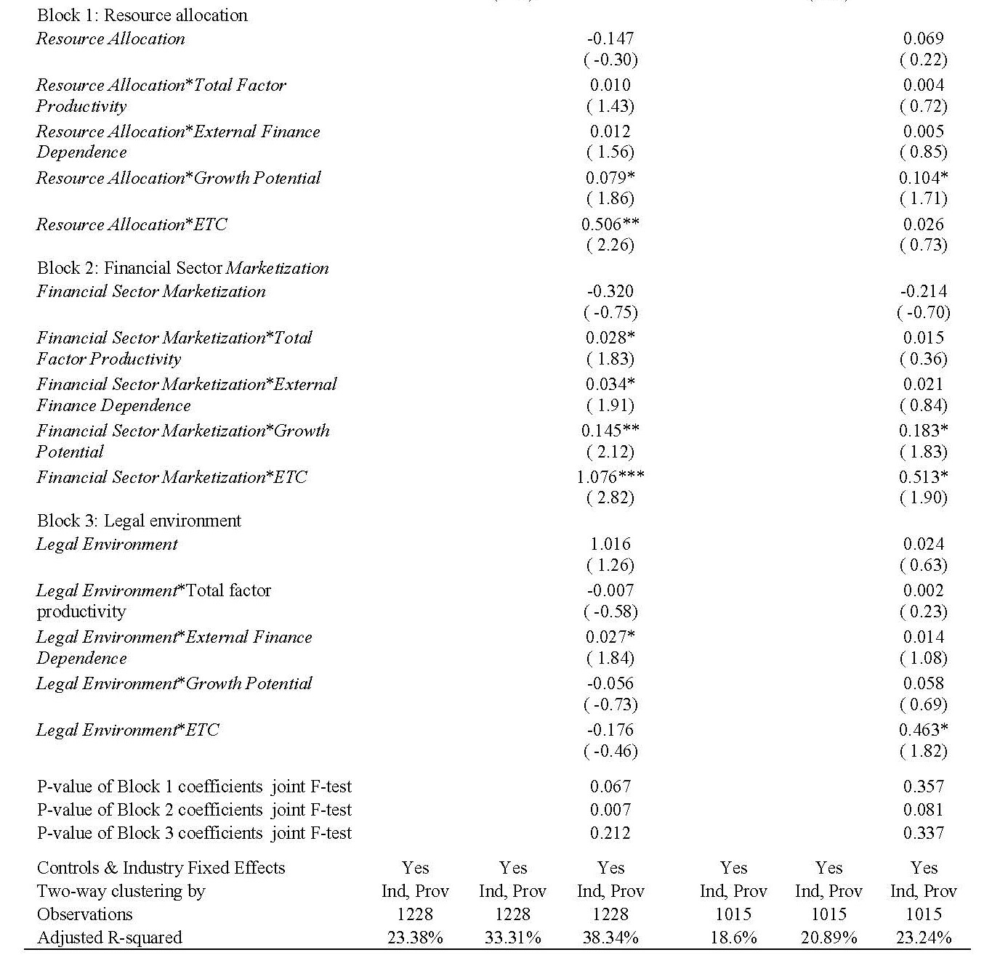 Block 1: Resource allocation
Resource Allocation -0.147 0.069
( -0.30) ( 0.22)
Resource Allocation*Total Factor 0.010 0.004
Productivity ( 1.43) ( 0.72)
Resource Allocation*External Finance 0.012 0.005
Dependence ( 1.56) ( 0.85)
Resource Allocation*Growth Potential 0.079* 0.104*
( 1.86) ( 1.71)
Resource Allocation*ETC 0.506** 0.026
( 2.26) ( 0.73)
Block 2: Financial Sector Marketization
Financial Sector Marketization -0.320 -0.214
( -0.75) ( -0.70)
Financial Sector Marketization*Total 0.028* 0.015
Factor Productivity ( 1.83) ( 0.36)
Financial Sector Marketization*External 0.034* 0.021
Finance Dependence ( 1.91) ( 0.84)
Financial Sector Marketization*Growth 0.145** 0.183*
Potential ( 2.12) ( 1.83)
Financial Sector Marketization*ETC 1.076*** 0.513*
( 2.82) ( 1.90)
Block 3: Legal environment
Legal Environment 1.016 0.024
( 1.26) ( 0.63)
Legal Environment*Total factor -0.007 0.002
productivity ( -0.58) ( 0.23)
Legal Environment*External Finance 0.027* 0.014
Dependence ( 1.84) ( 1.08)
Legal Environment*Growth Potential -0.056 0.058
( -0.73) ( 0.69)
Legal Environment*ETC -0.176 0.463*
( -0.46) ( 1.82)
P-value of Block 1 coefficients joint F-test 0.067 0.357
P-value of Block 2 coefficients joint F-test 0.007 0.081
P-value of Block 3 coefficients joint F-test 0.212 0.337
Controls & Industry Fixed Effects Yes Yes Yes Yes Yes Yes
Two-way clustering by Ind, Prov Ind, Prov Ind, Prov Ind, Prov Ind, Prov Ind, Prov
Observations 1228 1228 1228 1015 1015 1015
Adjusted R-squared 23.38% 33.31% 38.34% 18.6% 20.89% 23.24%